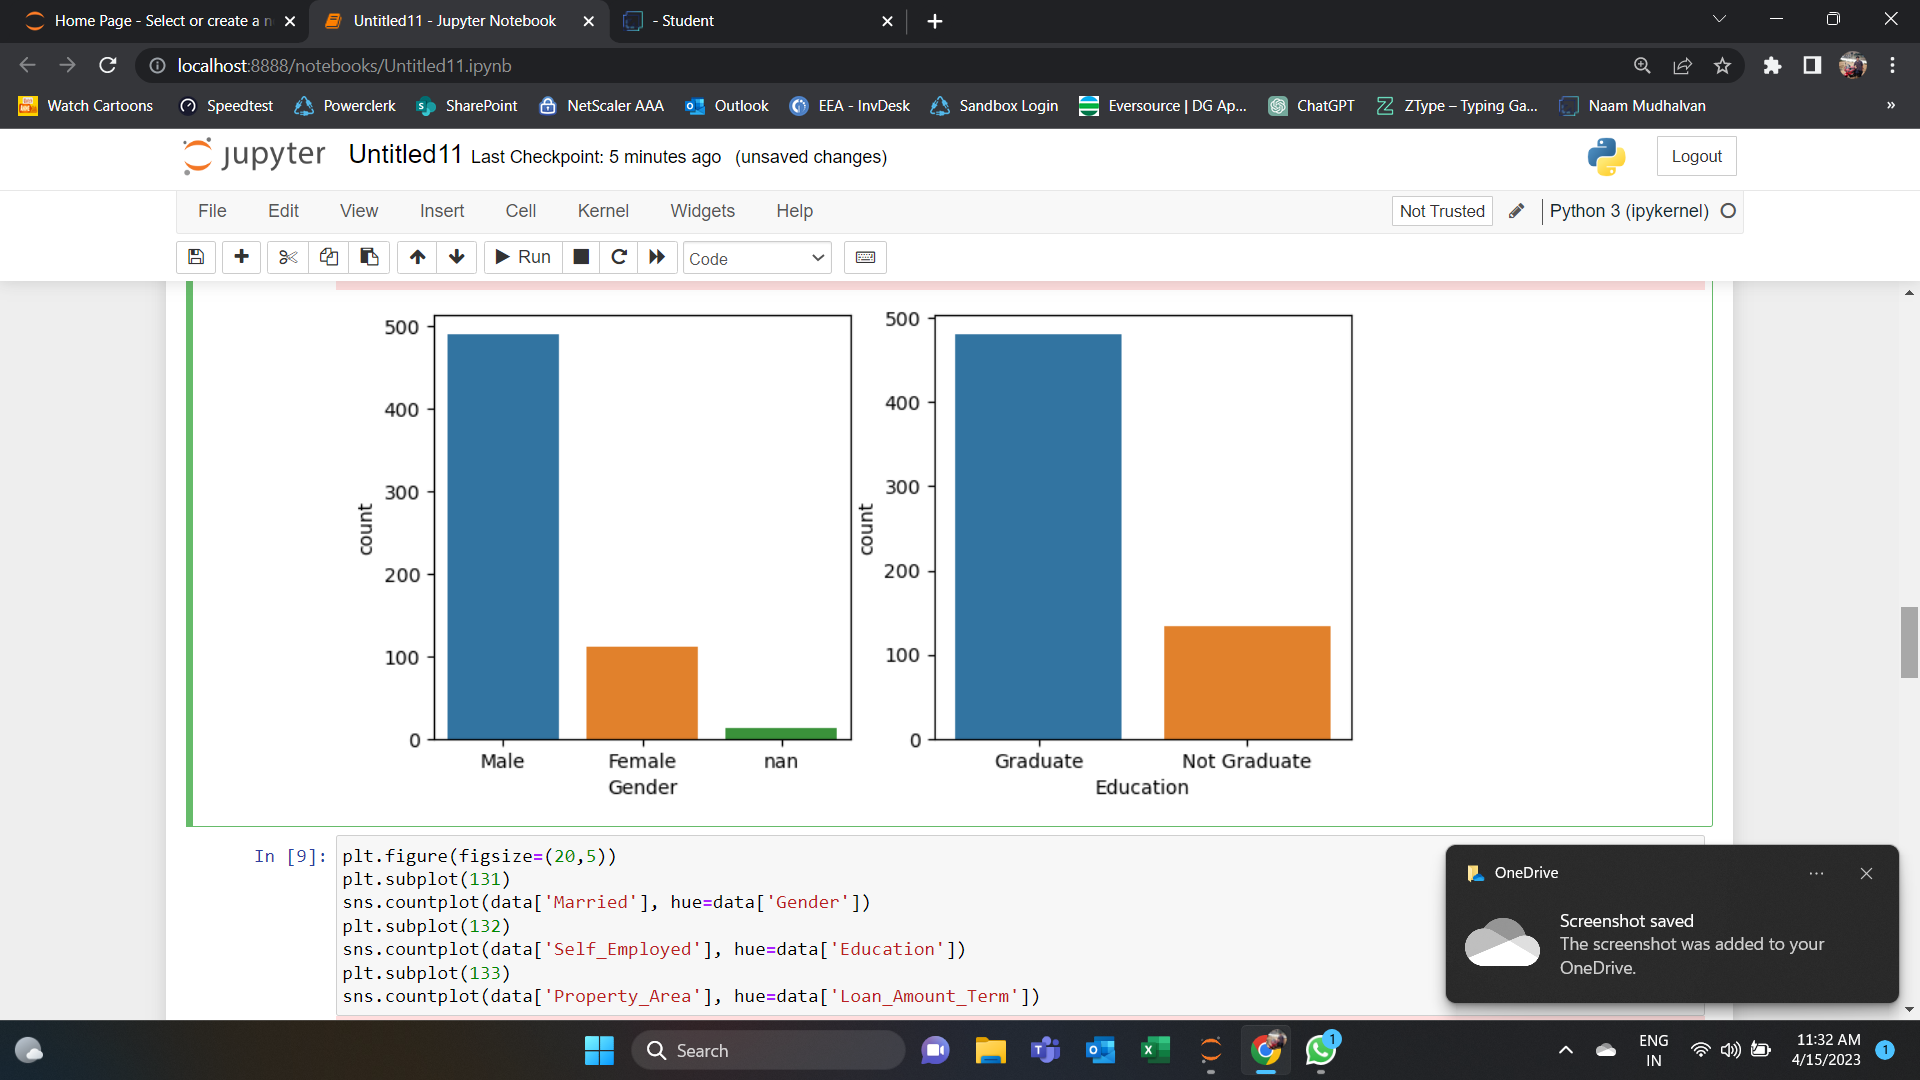 Home Page - Select or create a n
Untitled11 - Jupyter Notebook
- Student
localhost:8888/notebooks/Untitled11.ipynb
Watch Cartoons Speedtest Powerclerk SharePoint NetScaler AAA Outlook EEA - InvDesk Sandbox Login Eversource | DG Ap... ChatGPT ZType – Typing Ga... Naam Mudhalvan »
jupyter Untitled11 Last Checkpoint: 5 minutes ago (unsaved changes) Logout
File Edit View Insert Cell Kernel Widgets Help Not Trusted Python 3 (ipykernel)
Run Code
500
400
300
200
100
0
count
Male Female nan
Gender
500
400
300
200
100
0
count
Graduate Not Graduate
Education
In [9]:
plt.figure(figsize=(20,5))
plt.subplot(131)
sns.countplot(data['Married'], hue=data['Gender'])
plt.subplot(132)
sns.countplot(data['Self_Employed'], hue=data['Education'])
plt.subplot(133)
sns.countplot(data['Property_Area'], hue=data['Loan_Amount_Term'])
OneDrive
Screenshot saved
The screenshot was added to your
OneDrive.
Search
1
ENG
IN
11:32 AM
4/15/2023
1